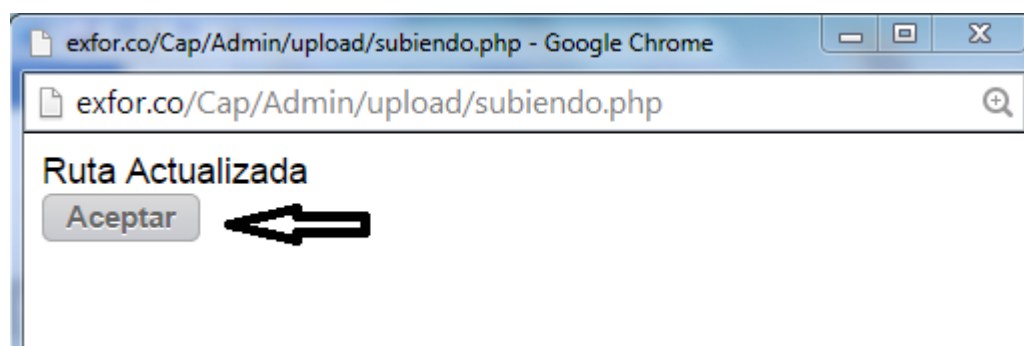 exfor.co/Cap/Admin/upload/subiendo.php - Google Chrome
exfor.co/Cap/Admin/upload/subiendo.php
Ruta Actualizada
Aceptar